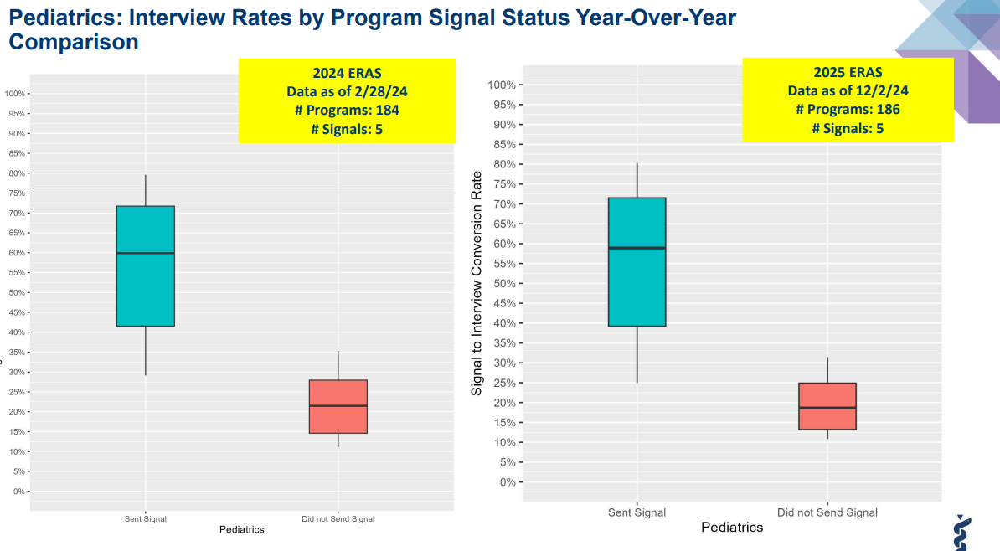 Pediatrics: Interview Rates by Program Signal Status Year-Over-Year
Comparison
2024 ERAS
Data as of 2/28/24
# Programs: 184
# Signals: 5
100%
95%
90%
85%
80%
75%
70%
65%
60%
55%
50%
45%
40%
35%
30%
25%
20%
15%
10%
5%
0%
Sent Signal
Did not Send Signal
Pediatrics
2025 ERAS
Data as of 12/2/24
# Programs: 186
# Signals: 5
Signal to Interview Conversion Rate
100%
95%
90%
85%
80%
75%
70%
65%
60%
55%
50%
45%
40%
35%
30%
25%
20%
15%
10%
5%
0%
Sent Signal
Did not Send Signal
Pediatrics